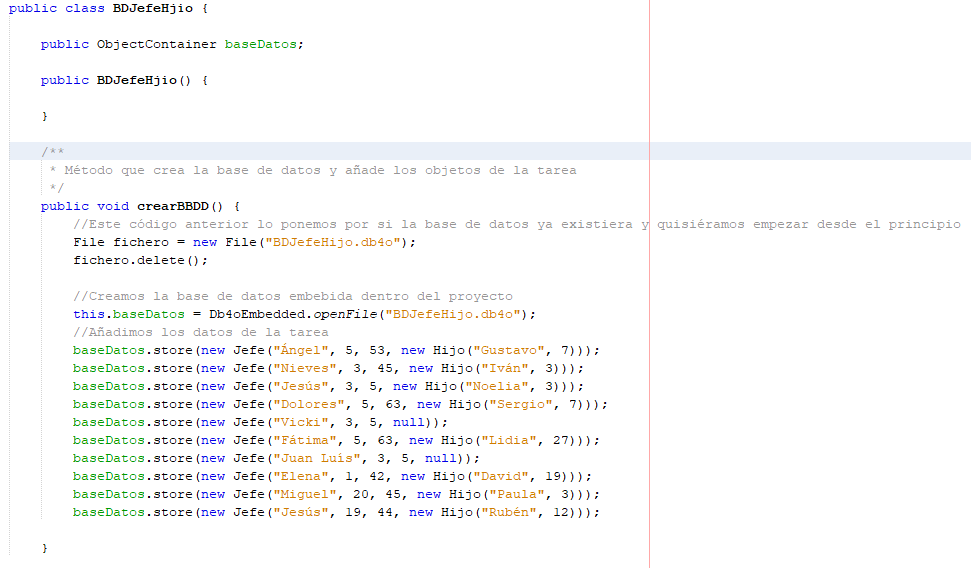 public class BDJefeHjio {
public ObjectContainer baseDatos;
public BDJefeHjio() {
}
/**
* Método que crea la base de datos y añade los objetos de la tarea
*/
public void crearBBDD() {
//Este código anterior lo ponemos por si la base de datos ya existiera y quisiéramos empezar desde el principio
File fichero = new File("BDJefeHijo.db4o");
fichero.delete();
//Creamos la base de datos embebida dentro del proyecto
this.baseDatos = Db4oEmbedded.openFile("BDJefeHijo.db4o");
//Añadimos los datos de la tarea
baseDatos.store(new Jefe("Ángel", 5, 53, new Hijo("Gustavo", 7)));
baseDatos.store(new Jefe("Nieves", 3, 45, new Hijo("Iván", 3)));
baseDatos.store(new Jefe("Jesús", 3, 5, new Hijo("Noelia", 3)));
baseDatos.store(new Jefe("Dolores", 5, 63, new Hijo("Sergio", 7)));
baseDatos.store(new Jefe("Vicki", 3, 5, null));
baseDatos.store(new Jefe("Fátima", 5, 63, new Hijo("Lidia", 27)));
baseDatos.store(new Jefe("Juan Luís", 3, 5, null));
baseDatos.store(new Jefe("Elena", 1, 42, new Hijo("David", 19)));
baseDatos.store(new Jefe("Miguel", 20, 45, new Hijo("Paula", 3)));
baseDatos.store(new Jefe("Jesús", 19, 44, new Hijo("Rubén", 12)));
}